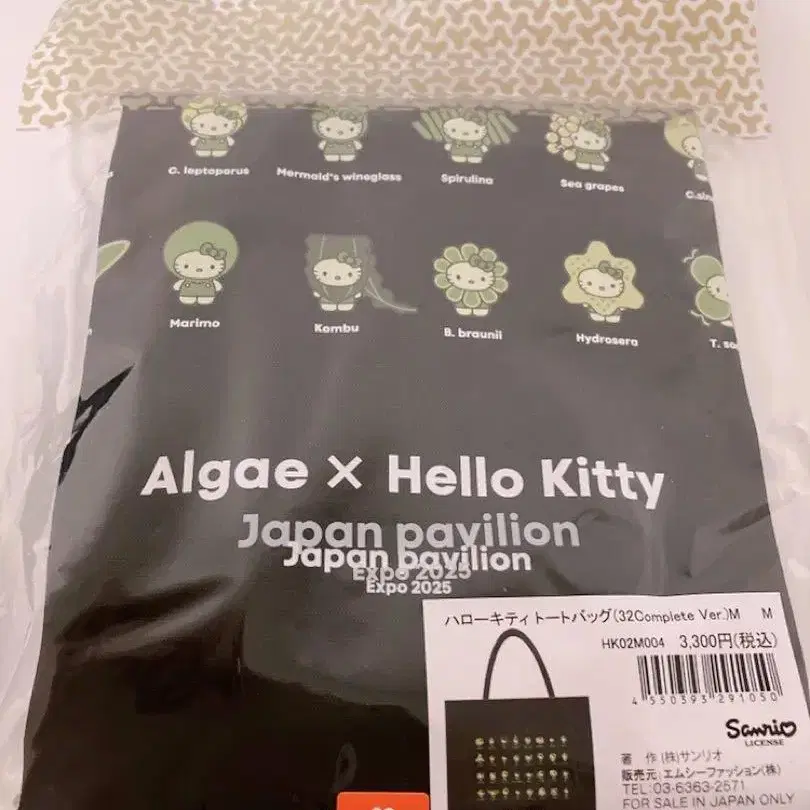 C. leptoporus
Mermaid's wineglass
Spirulina
Sea grapes
Marimo
Kombu
B. braunii
Hydrosera
Algae × Hello Kitty
Japan pavilion
Japan pavilion
Expo 2025
Expo 2025
ハローキティトートバッグ(32Complete Ver.)M M
HK02M004 3,300円(税込)
4 550393 291050
Sanrio
LICENSE
著 作 (株)サンリオ
販売元:エムシーファッション(株)
TEL:03-6363-2571
FOR SALE IN JAPAN ONLY